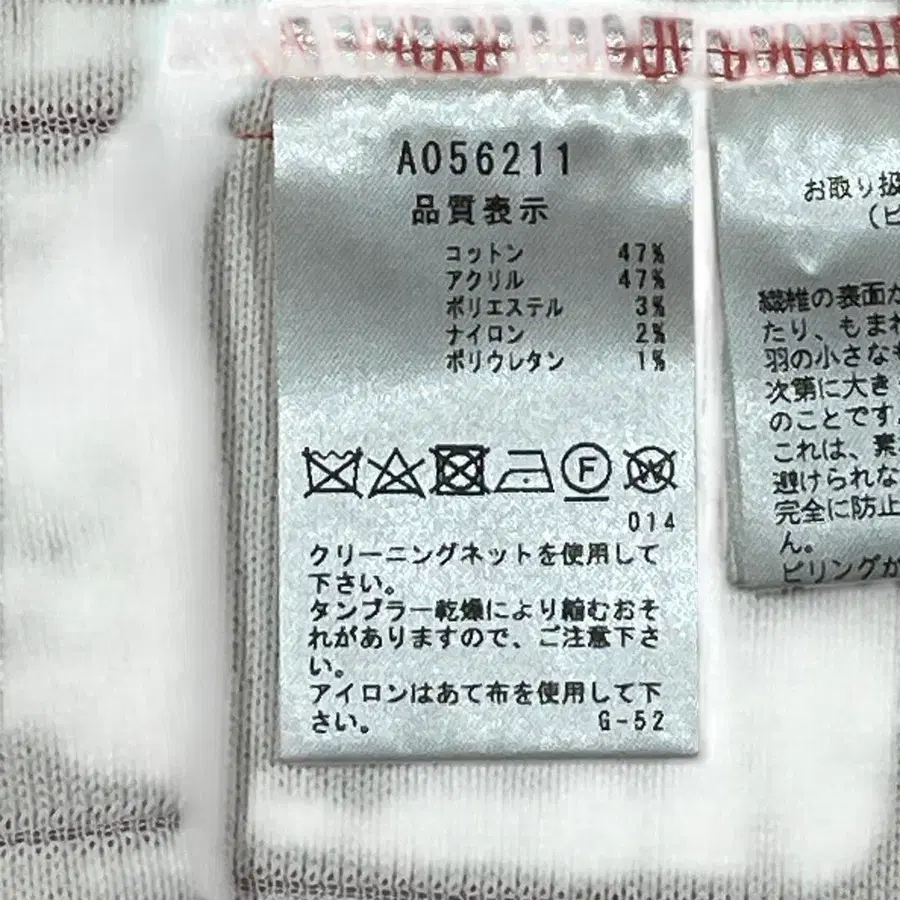 A056211
品質表示
コットン 47%
アクリル 47%
ポリエステル 3%
ナイロン 2%
ポリウレタン 1%
F W
014
クリーニングネットを使用して
下さい。
タンブラー乾燥により縮むおそ
れがありますので、ご注意下さ
い。
アイロンはあて布を使用して下
さい。 G-52
お取り扱
(ピ
繊維の表面が
たり、もまれ
羽の小さなも
次第に大き
のことです。
これは、素
避けられな
完全に防止
ん。
ピリングが